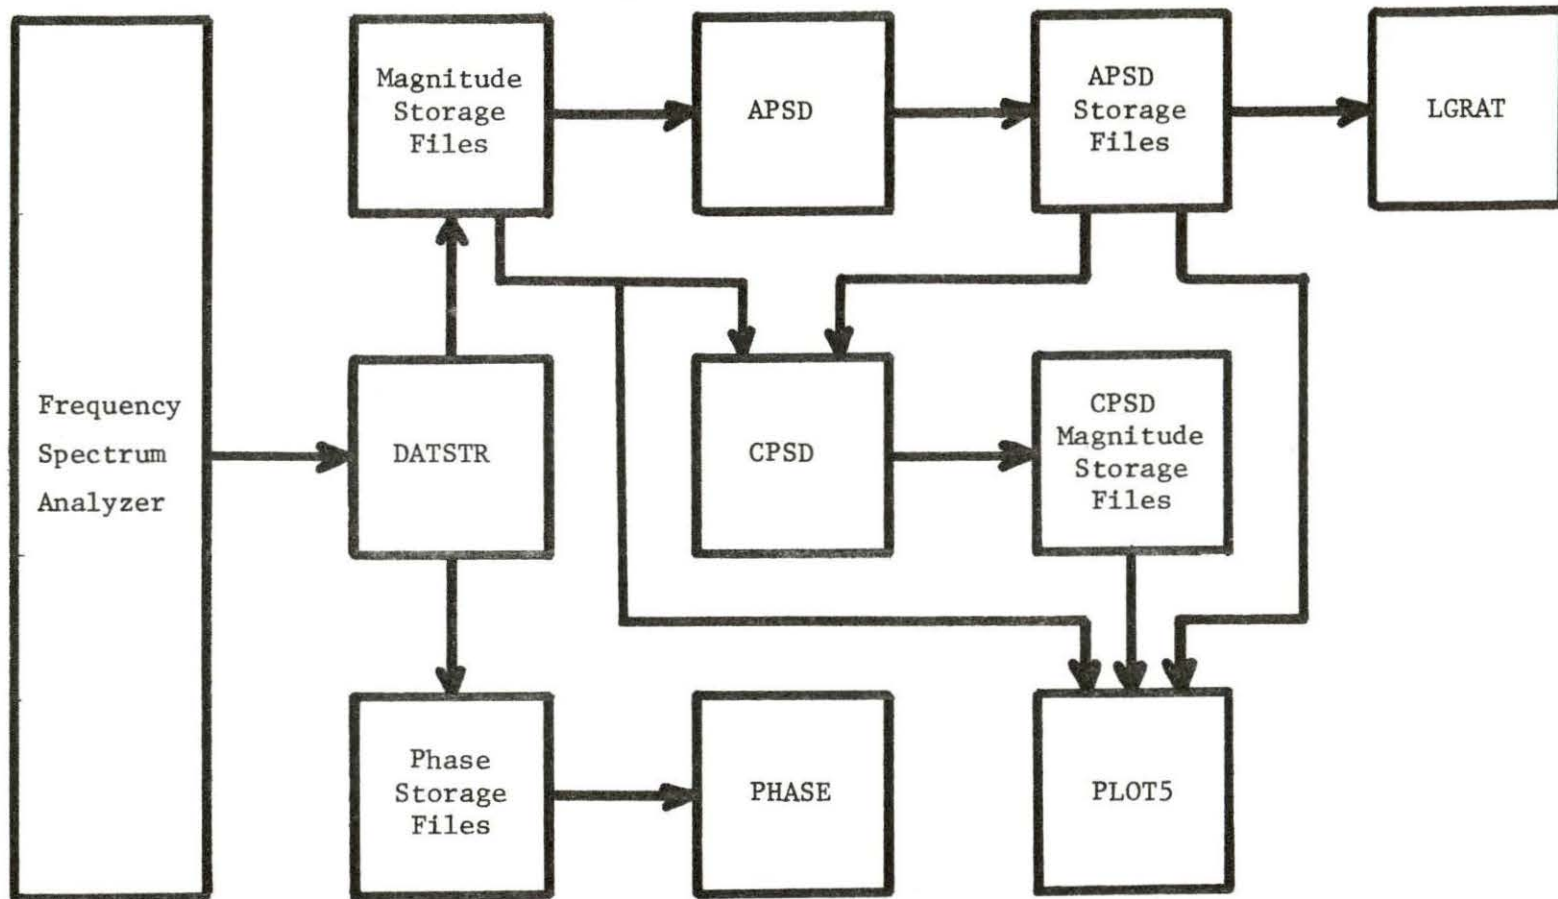 Magnitude
Storage
Files
APSD
APSD
Storage
Files
LGRAT
Frequency
Spectrum
Analyzer
DATSTR
CPSD
CPSD
Magnitude
Storage
Files
Phase
Storage
Files
PHASE
PLOT5